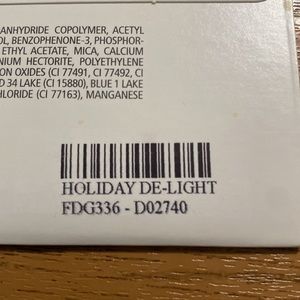 ANHYDRIDE COPOLYMER, ACETYL
OL, BENZOPHENONE-3, PHOSPHOR-
ETHYL ACETATE, MICA, CALCIUM
NIUM HECTORITE, POLYETHYLENE
ON OXIDES (CI 77491, CI 77492, CI
D 34 LAKE (CI 15880), BLUE 1 LAKE
CHLORIDE (CI 77163), MANGANESE
HOLIDAY DE-LIGHT
FDG336 - D02740